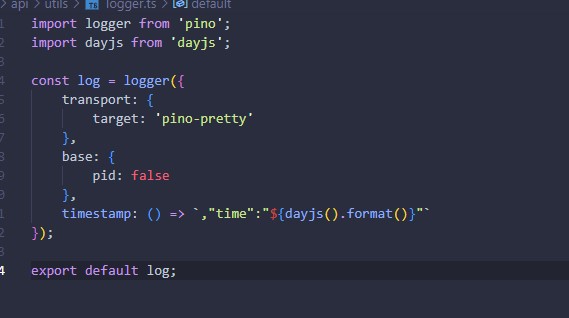 > api > utils > TS logger.ts > default
1 import logger from 'pino';
2 import dayjs from 'dayjs';
3
4 const log = logger({
5     transport: {
6         target: 'pino-pretty'
7     },
8     base: {
9         pid: false
0     },
1     timestamp: () => `,"time":"${dayjs().format()}"`
2 });
3
4 export default log;